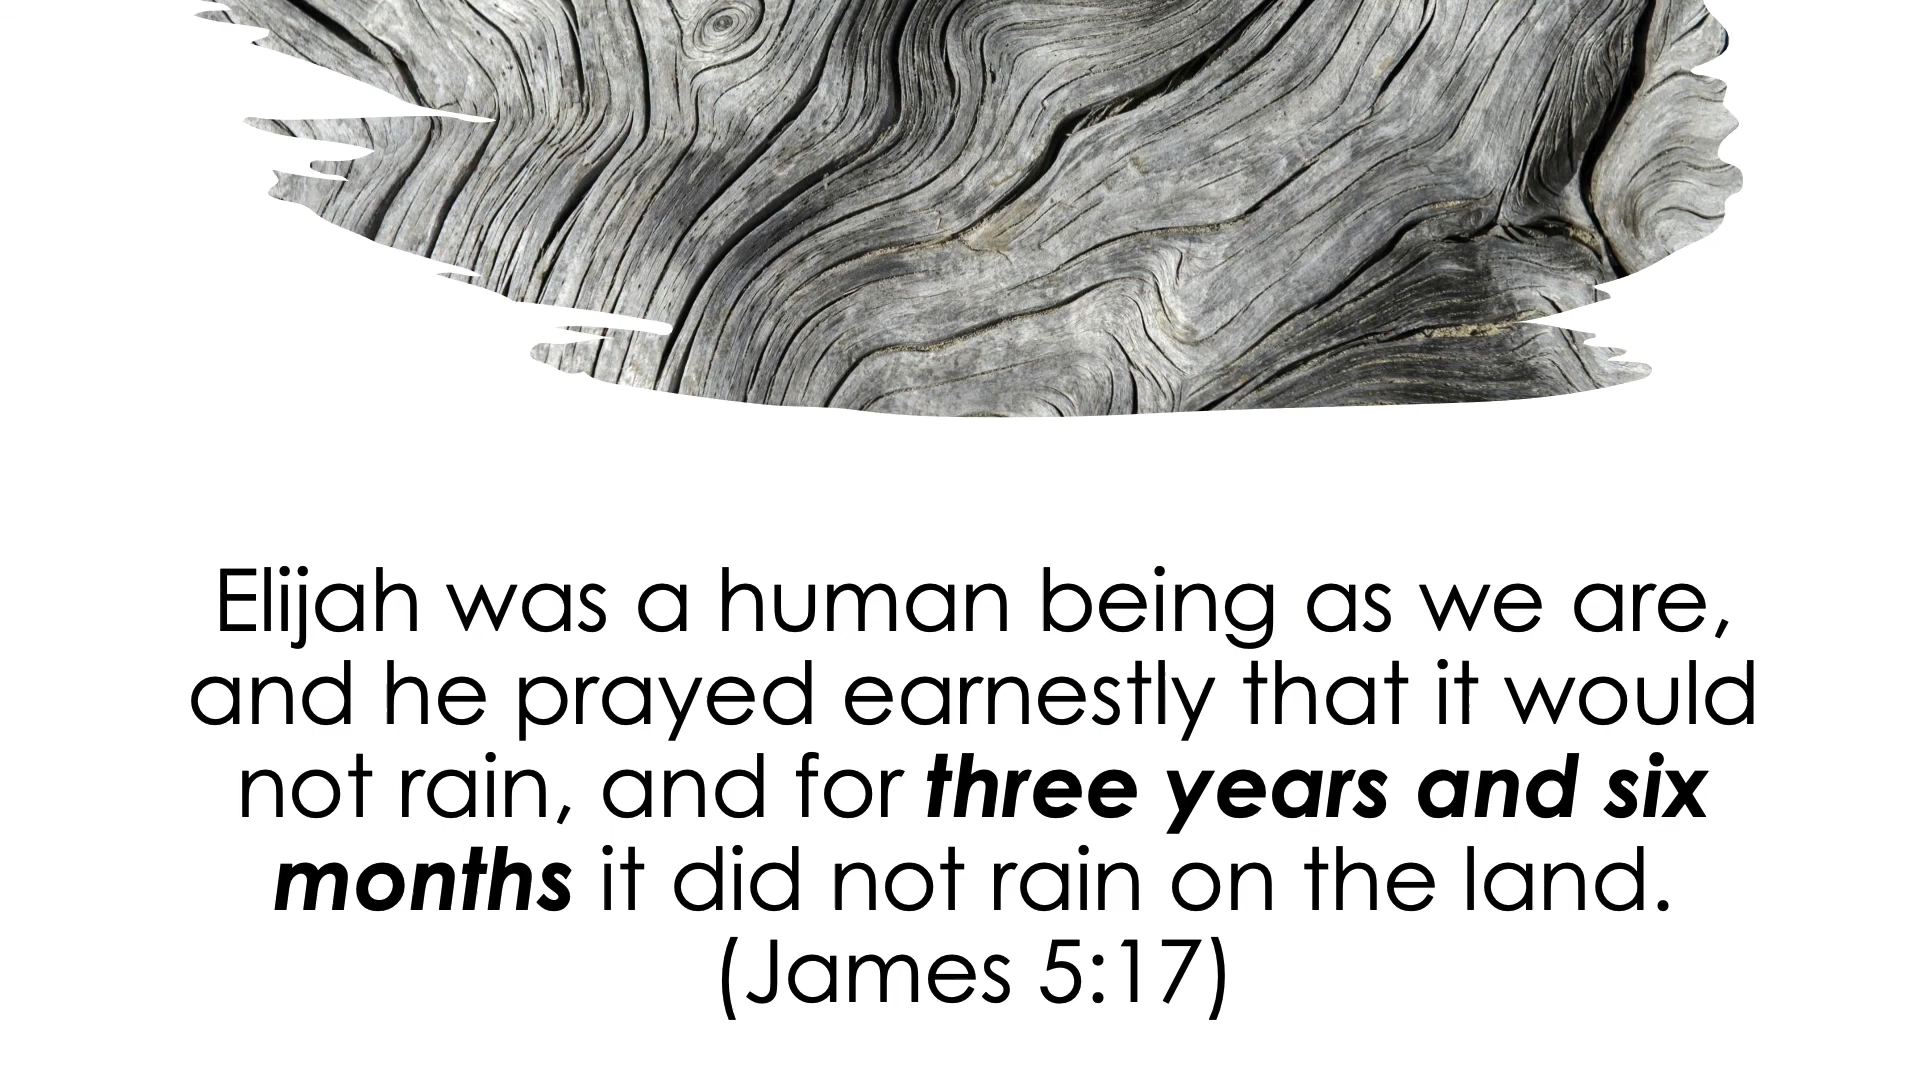 Elijah was a human being as we are,
and he prayed earnestly that it would
not rain, and for three years and six
months it did not rain on the land.
(James 5:17)